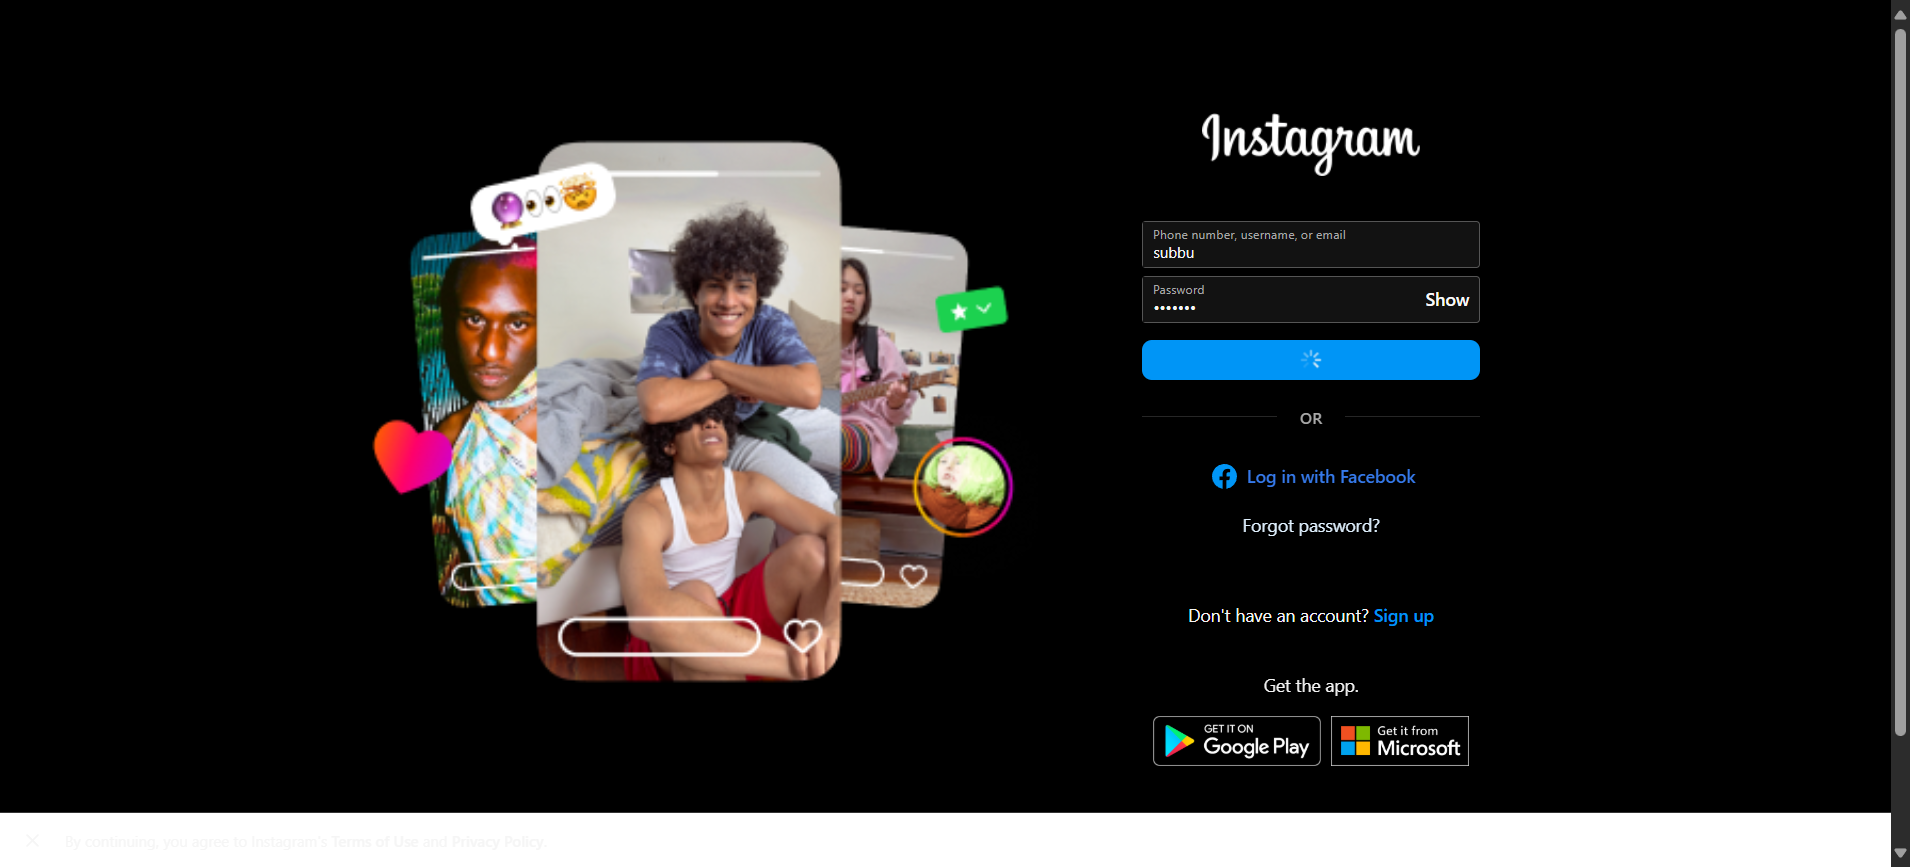 Instagram
Phone number, username, or email
subbu
Password
•••••••
Show
OR
Log in with Facebook
Forgot password?
Don't have an account? Sign up
Get the app.
GET IT ON
Google Play
Get it from
Microsoft
By continuing, you agree to Instagram's Terms of Use and Privacy Policy.